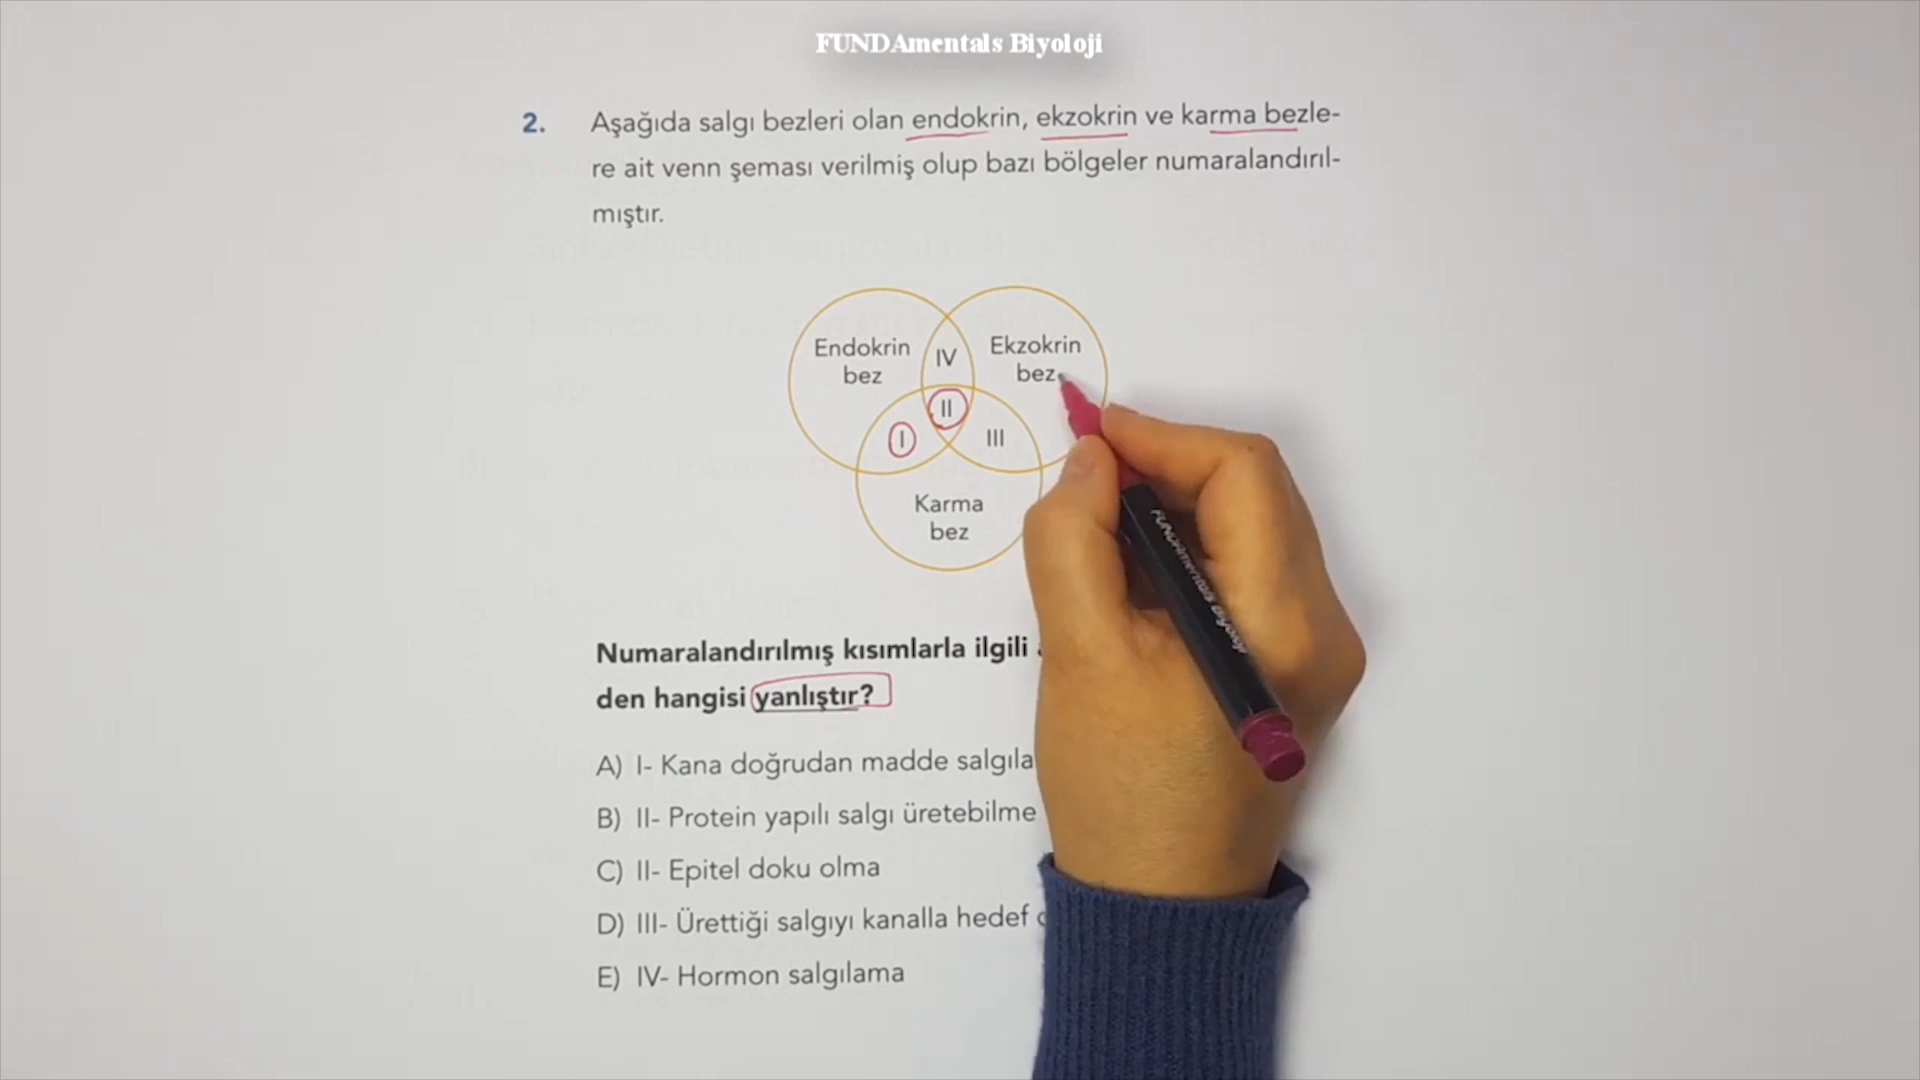 FUNDAmentals Biyoloji
2. Aşağıda salgı bezleri olan endokrin, ekzokrin ve karma bezle-
re ait venn şeması verilmiş olup bazı bölgeler numaralandırıl-
mıştır.
Endokrin
bez
IV
Ekzokrin
bez
II
I
III
Karma
bez
Numaralandırılmış kısımlarla ilgili
den hangisi yanlıştır?
A) I- Kana doğrudan madde salgıla
B) II- Protein yapılı salgı üretebilme
C) II- Epitel doku olma
D) III- Ürettiği salgıyı kanalla hedef
E) IV- Hormon salgılama
FUNDAmentals Biyoloji